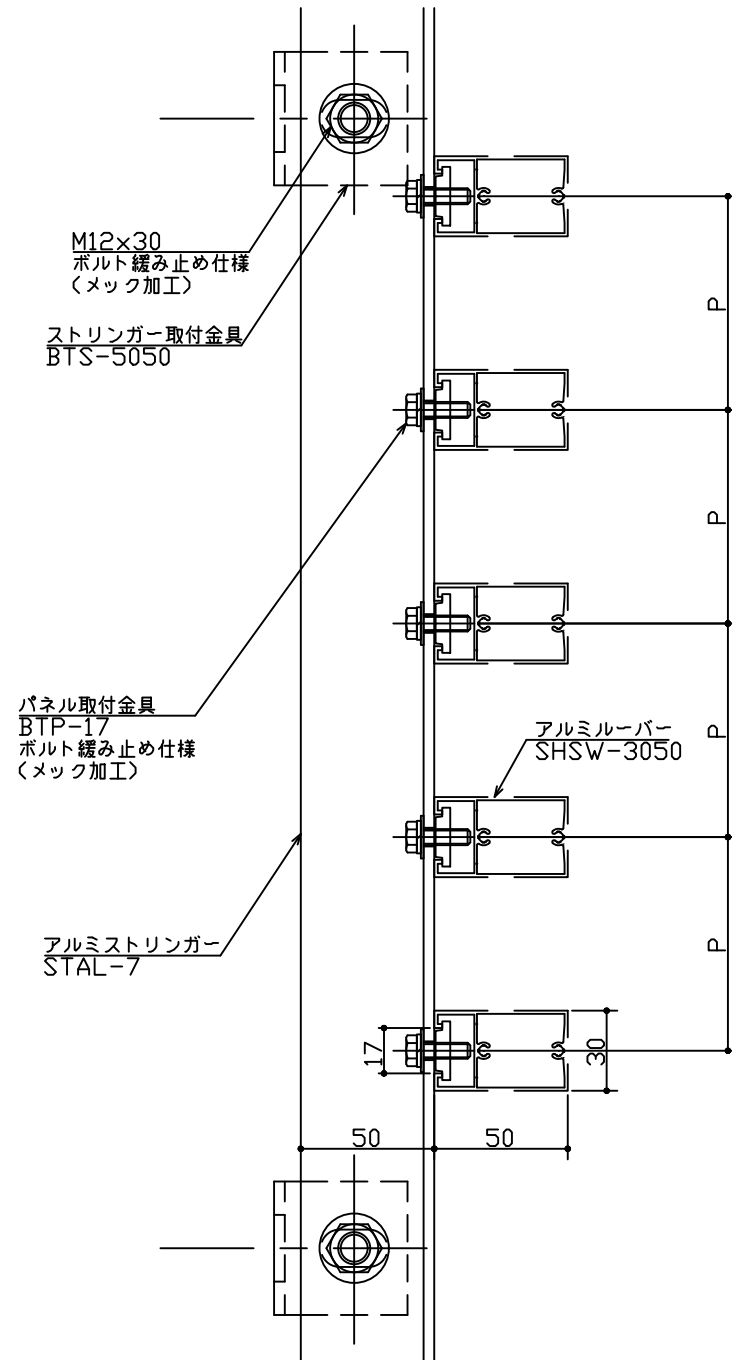 M12×30
ボルト緩み止め仕様
(メック加工)
ストリンガー取付金具
BTS-5050
P
P
パネル取付金具
BTP-17
ボルト緩み止め仕様
(メック加工)
アルミルーバー
SHSW-3050
P
アルミストリンガー
STAL-7
P
17
30
50
50